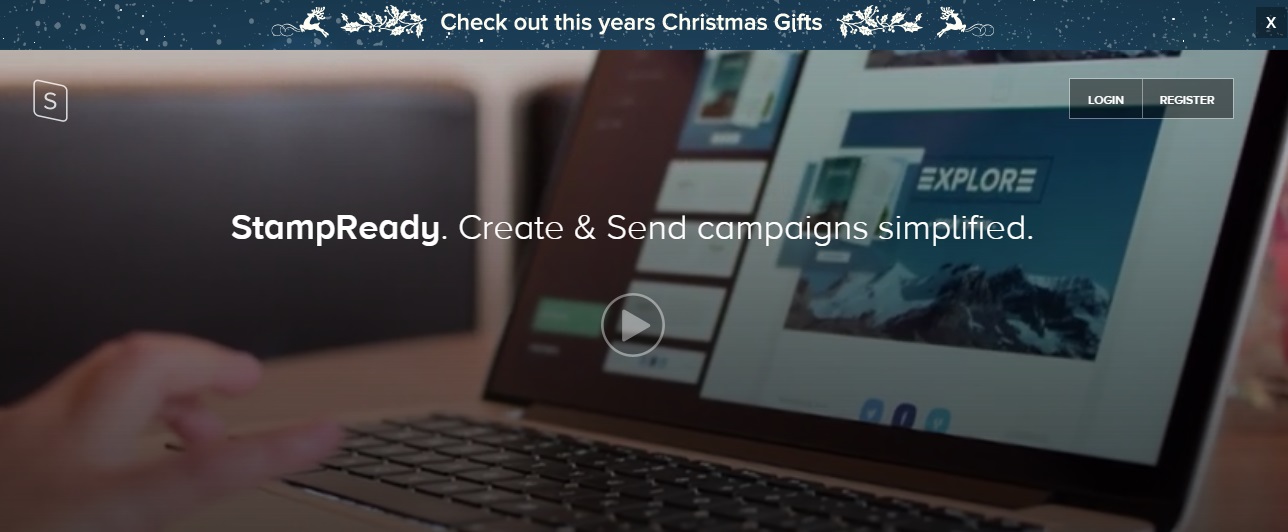 Check out this years Christmas Gifts
X
S
LOGIN
REGISTER
EXPLORE
StampReady. Create & Send campaigns simplified.